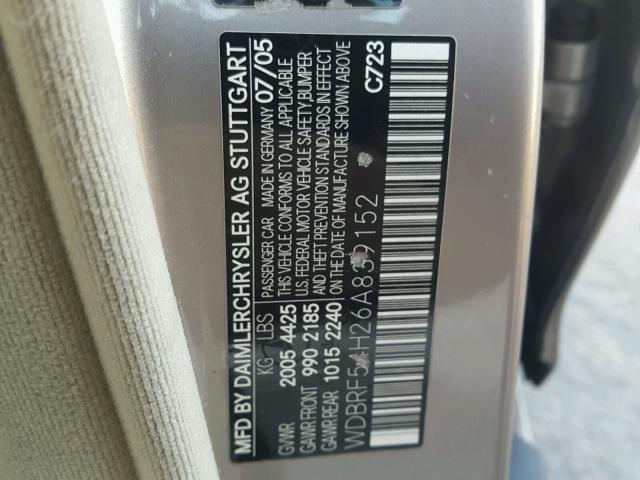 MFD BY DAIMLERCHRYSLER AG STUTTGART
KG / LBS PASSENGER CAR MADE IN GERMANY 07/05
GVWR 2005 4425 THIS VEHICLE CONFORMS TO ALL APPLICABLE
GAWR FRONT 990 2185 U.S. FEDERAL MOTOR VEHICLE SAFETY, BUMPER
GAWR REAR 1015 2240 AND THEFT PREVENTION STANDARDS IN EFFECT
ON THE DATE OF MANUFACTURE SHOWN ABOVE
WDBRF54H26A839152 C723